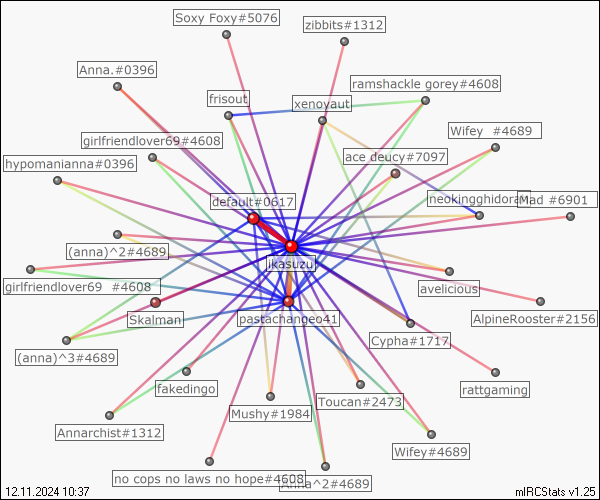 Soxy Foxy#5076
zibbits#1312
Anna.#0396
ramshackle gorey#4608
frisout
xenoyaut
Wifey  #4689
girlfriendlover69#4608
ace deucy#7097
hypomanianna#0396
default#0617
neokingghidorah
Mad #6901
(anna)^2#4689
jkasuzu
girlfriendlover69  #4608
avelicious
Skalman
pastachangeo41
AlpineRooster#2156
Cypha#1717
(anna)^3#4689
rattgaming
fakedingo
Toucan#2473
Mushy#1984
Annarchist#1312
Wifey#4689
no cops no laws no hope#4608
Anna^2#4689
12.11.2024 10:37
mIRCStats v1.25